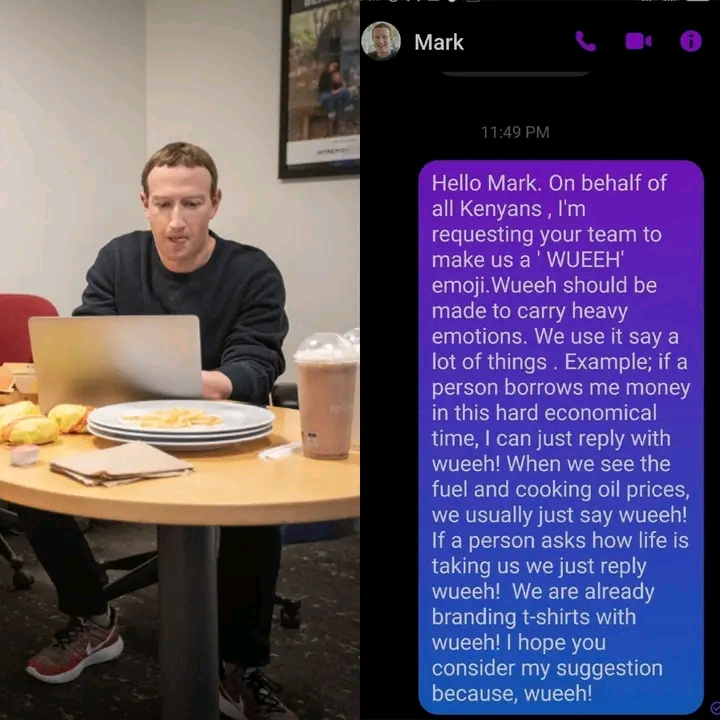 Mark
11:49 PM
Hello Mark. On behalf of
all Kenyans , I'm
requesting your team to
make us a ' WUEEH'
emoji.Wueeh should be
made to carry heavy
emotions. We use it say a
lot of things . Example; if a
person borrows me money
in this hard economical
time, I can just reply with
wueeh! When we see the
fuel and cooking oil prices,
we usually just say wueeh!
If a person asks how life is
taking us we just reply
wueeh!  We are already
branding t-shirts with
wueeh! I hope you
consider my suggestion
because, wueeh!